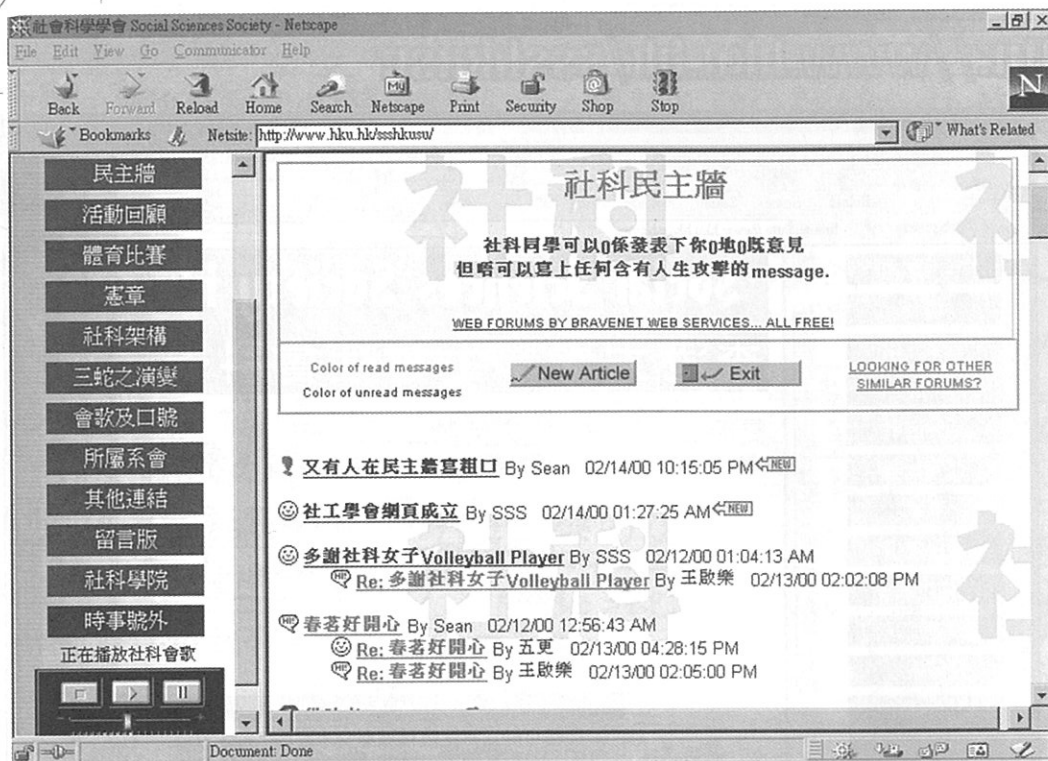 社會科學學會 Social Sciences Society - Netscape
File Edit View Go Communicator Help
Back Forward Reload Home Search Netscape Print Security Shop Stop
Bookmarks Netsite: http://www.hku.hk/ssshkusu/ What's Related
民主牆
活動回顧
體育比賽
憲章
社科架構
三蛇之演變
會歌及口號
所屬系會
其他連結
留言版
社科學院
時事號外
正在播放社科會歌
社科民主牆
社科同學可以0係發表下你0地0既意見
但唔可以寫上任何含有人生攻擊的message.
WEB FORUMS BY BRAVENET WEB SERVICES... ALL FREE!
Color of read messages
Color of unread messages
New Article
Exit
LOOKING FOR OTHER
SIMILAR FORUMS?
又有人在民主牆寫粗口 By Sean 02/14/00 10:15:05 PM NEW
社工學會網頁成立 By SSS 02/14/00 01:27:25 AM NEW
多謝社科女子Volleyball Player By SSS 02/12/00 01:04:13 AM
Re: 多謝社科女子Volleyball Player By 王啟樂 02/13/00 02:02:08 PM
春茗好開心 By Sean 02/12/00 12:56:43 AM
Re: 春茗好開心 By 五更 02/13/00 04:28:15 PM
Re: 春茗好開心 By 王啟樂 02/13/00 02:05:00 PM
Document: Done